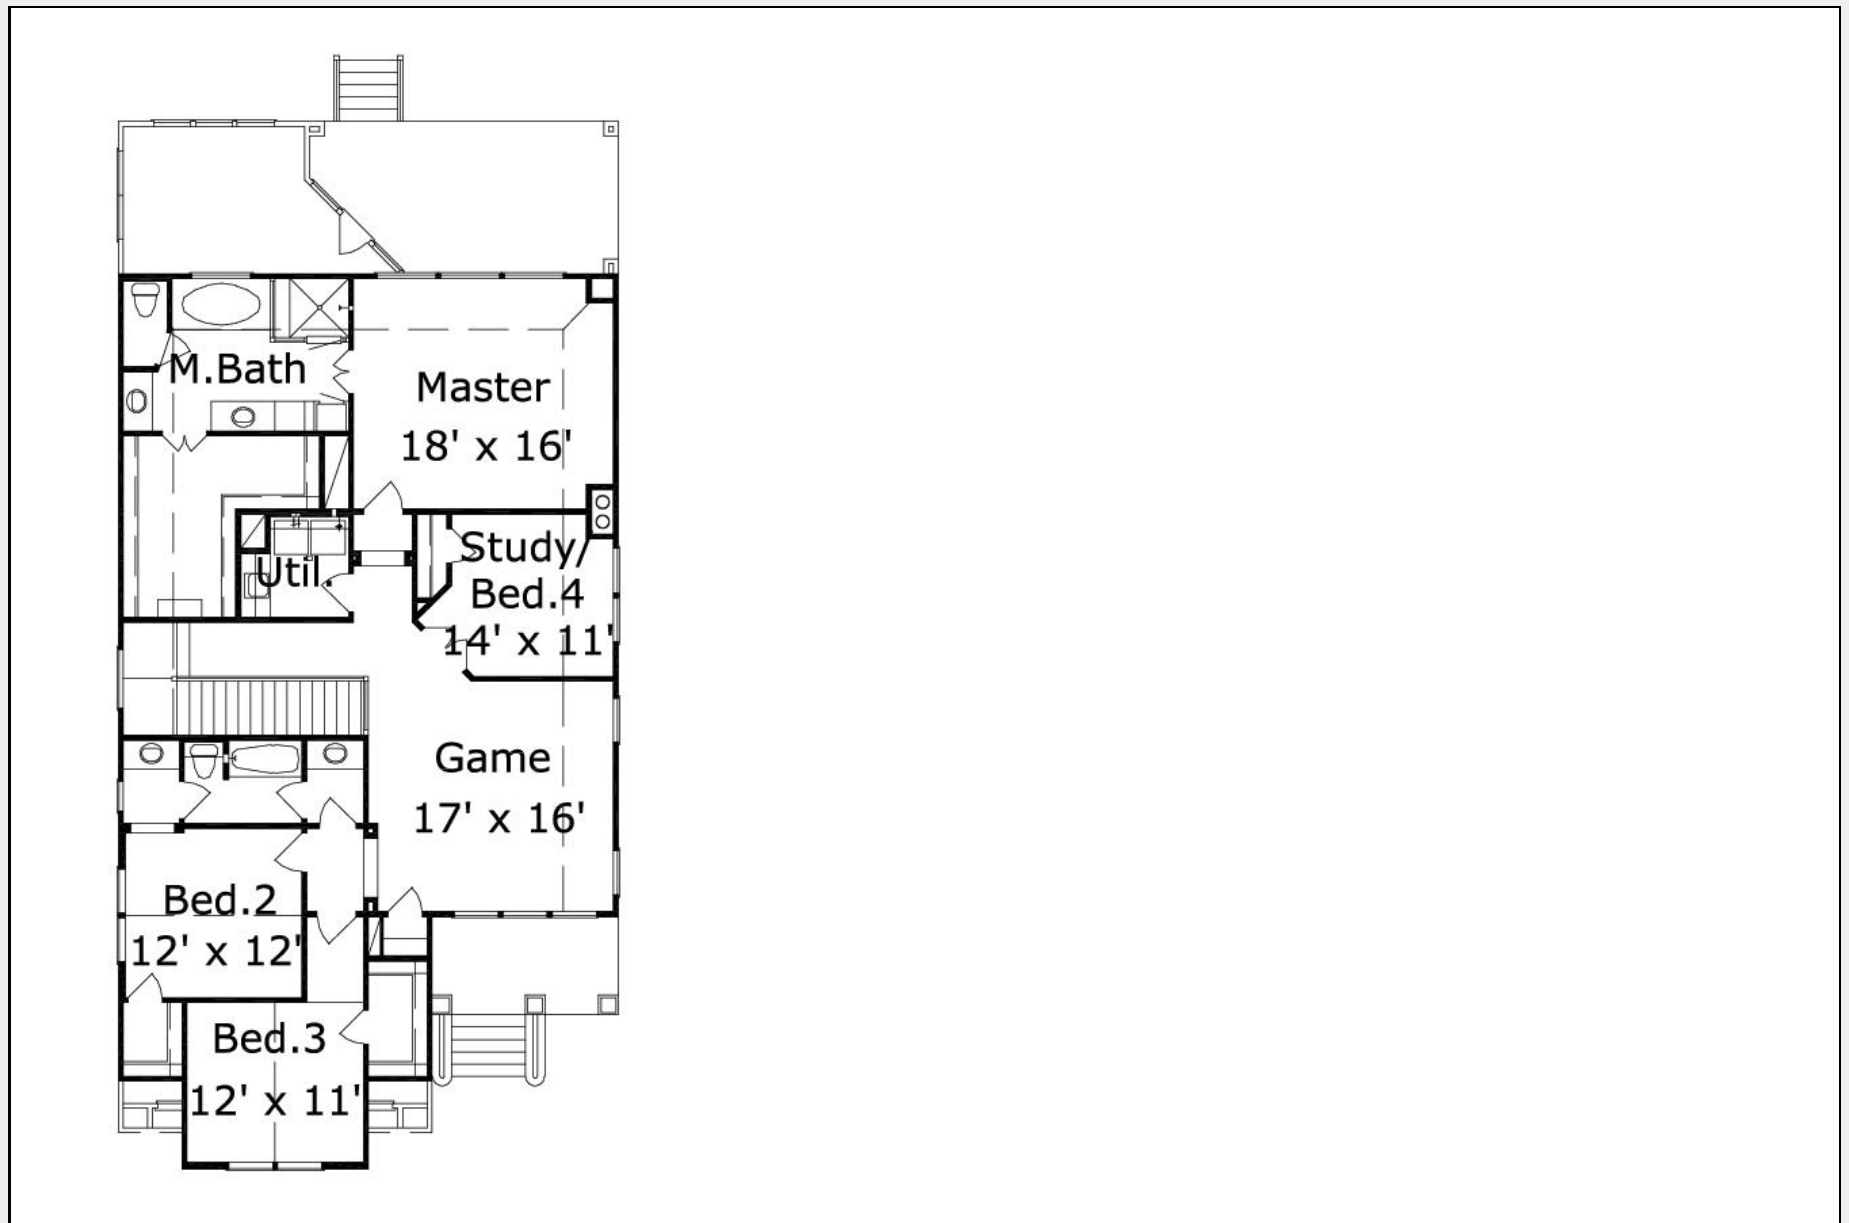 M.Bath
Master
18' x 16'
Study/
Bed.4
14' x 11'
Util.
Game
17' x 16'
Bed.2
12' x 12'
Bed.3
12' x 11'